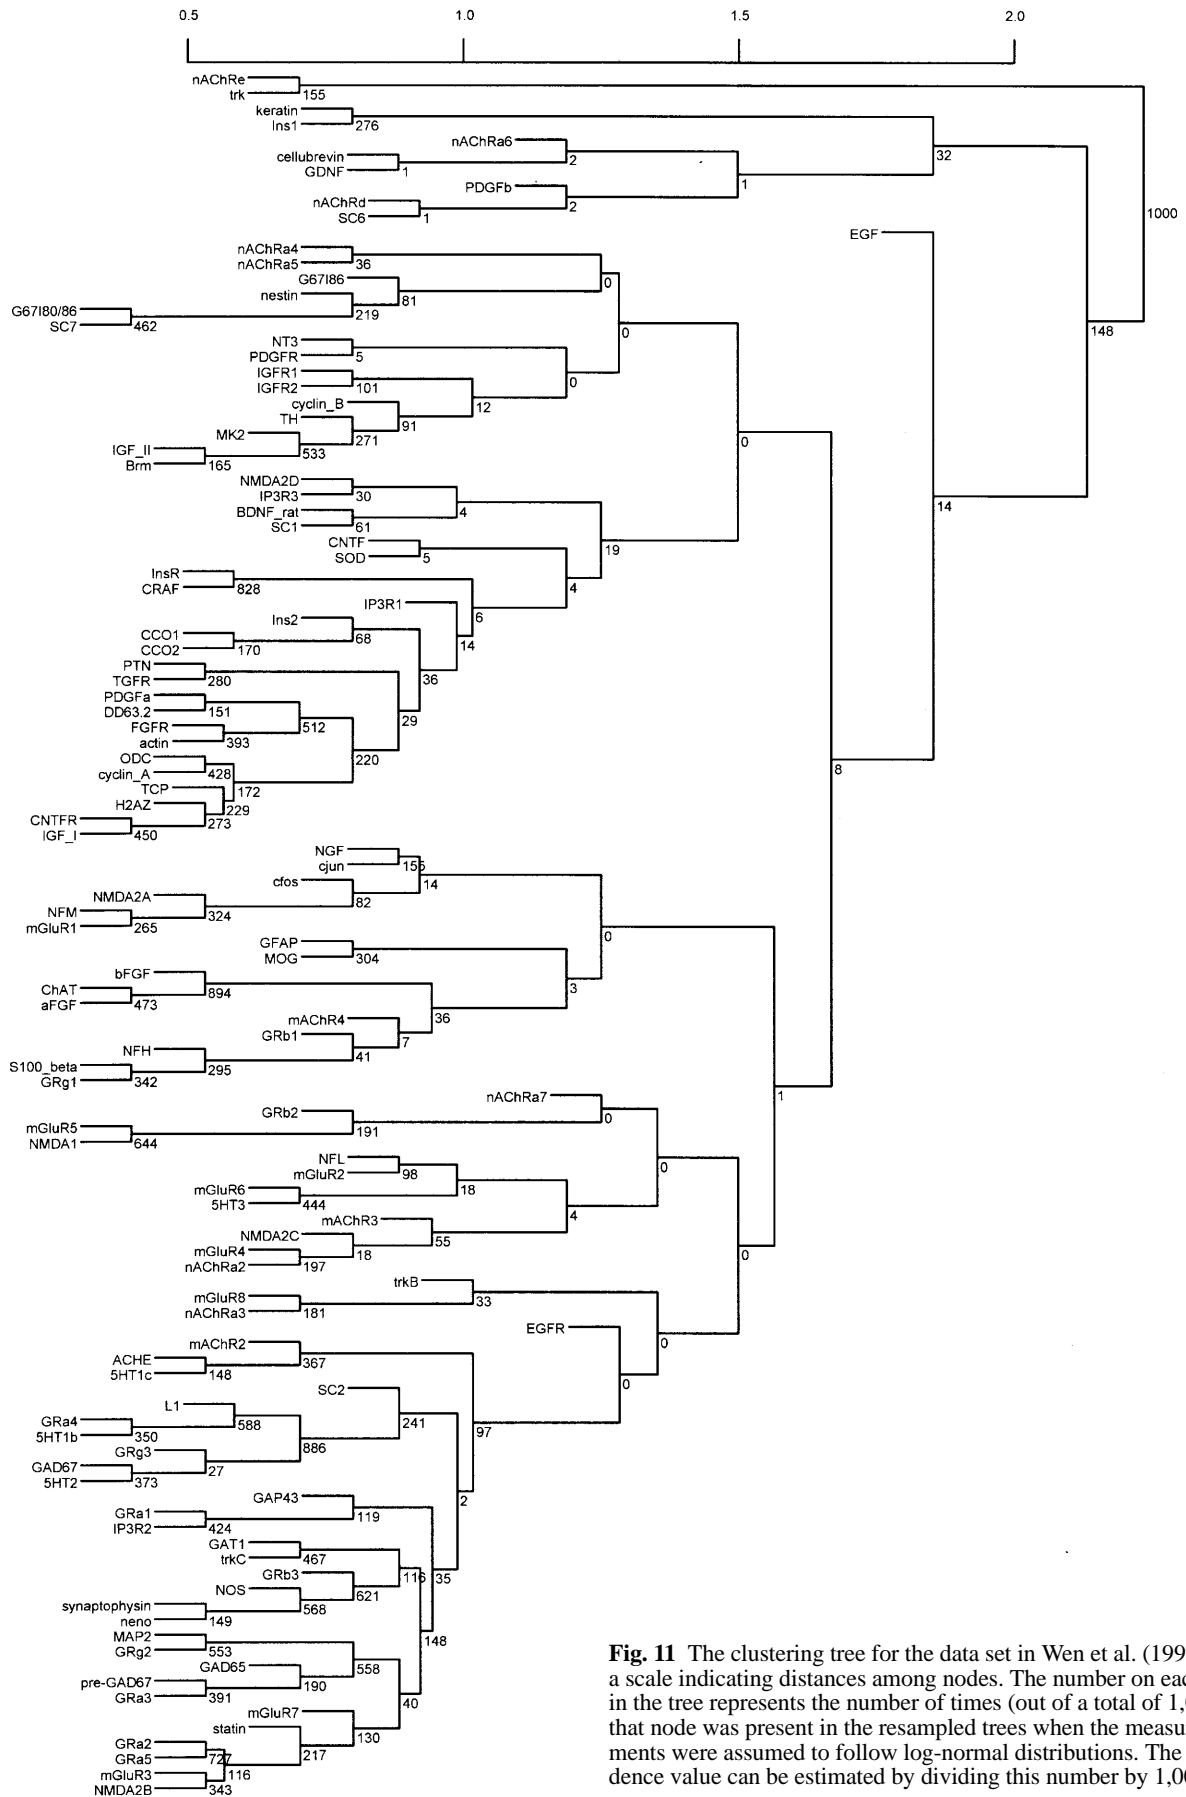 0.5 1.0 1.5 2.0
nAChRe
trk 155
keratin
Ins1 276
nAChRa6
2
cellubrevin
GDNF 1
32
1
PDGFb
2
nAChRd
SC6 1
1000
EGF
nAChRa4
nAChRa5 36
G67I86
0
81
nestin
219
G67I80/86
SC7 462
0
148
NT3
PDGFR 5
IGFR1
IGFR2 101
0
cyclin_B
12
TH
91
MK2
271
0
IGF_II
533
Brm 165
NMDA2D
IP3R3 30
BDNF_rat
4
14
SC1 61
CNTF
19
SOD 5
InsR
CRAF 828
4
IP3R1
Ins2
6
CCO1
68
14
CCO2 170
PTN
TGFR 280
36
PDGFa
DD63.2 151
FGFR
29
512
actin 393
ODC
220
8
cyclin_A 428
TCP
172
H2AZ
229
CNTFR
273
IGF_I 450
NGF
cjun 155
cfos
14
NMDA2A
82
NFM
324
mGluR1 265
0
GFAP
MOG 304
bFGF
ChAT
894
3
aFGF 473
mAChR4
36
GRb1
7
NFH
41
S100_beta
295
GRg1 342
nAChRa7
1
GRb2
0
mGluR5
191
NMDA1 644
NFL
0
mGluR2 98
mGluR6
18
5HT3 444
mAChR3
4
NMDA2C
55
mGluR4
18
0
nAChRa2 197
trkB
mGluR8
33
nAChRa3 181
EGFR
mAChR2
0
ACHE
367
5HT1c 148
0
SC2
L1
GRa4
588
241
97
5HT1b 350
GRg3
886
GAD67
27
5HT2 373
GAP43
2
GRa1
119
IP3R2 424
GAT1
trkC 467
GRb3
116 35
NOS
621
synaptophysin
568
neno 149
MAP2
148
GRg2 553
GAD65
558
pre-GAD67
190
GRa3 391
40
mGluR7
statin
130
GRa2
217
GRa5 727
mGluR3
116
NMDA2B 343
Fig. 11 The clustering tree for the data set in Wen et al. (199
a scale indicating distances among nodes. The number on eac
in the tree represents the number of times (out of a total of 1,0
that node was present in the resampled trees when the measu
ments were assumed to follow log-normal distributions. The
dence value can be estimated by dividing this number by 1,00